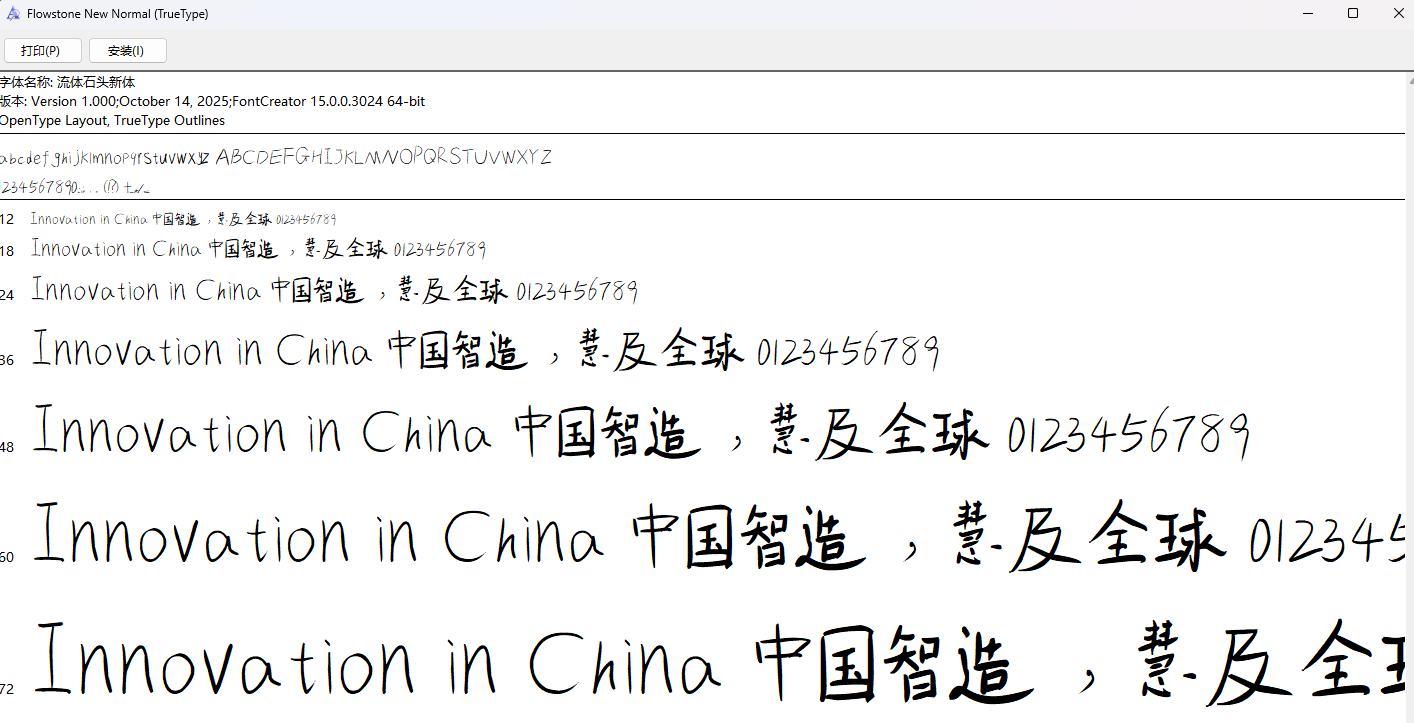 Flowstone New Normal (TrueType)
打印(P) 安装(I)
字体名称: 流体石头新体
版本: Version 1.000;October 14, 2025;FontCreator 15.0.0.3024 64-bit
OpenType Layout, TrueType Outlines
abcdefghijklmnopqrstuvwxyz ABCDEFGHIJKLMNOPQRSTUVWXYZ
1234567890
12 Innovation in China 中国智造 ，慧及全球 0123456789
18 Innovation in China 中国智造 ，慧及全球 0123456789
24 Innovation in China 中国智造 ，慧及全球 0123456789
36 Innovation in China 中国智造 ，慧及全球 0123456789
48 Innovation in China 中国智造 ，慧及全球 0123456789
60 Innovation in China 中国智造 ，慧及全球 012345
72 Innovation in China 中国智造 ，慧及全